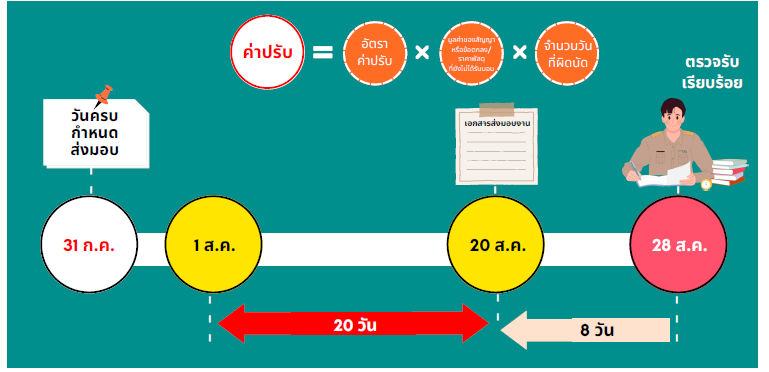 ค่าปรับ
=
อัตรา
ค่าปรับ
×
มูลค่าของสัญญา
หรือข้อตกลง/
ราคาพัสดุ
ที่ยังไม่ได้รับมอบ
×
จำนวนวัน
ที่ผิดนัด
ตรวจรับ
เรียบร้อย
วันครบ
กำหนด
ส่งมอบ
เอกสารส่งมอบงาน
31 ก.ค.
1 ส.ค.
20 ส.ค.
28 ส.ค.
20 วัน
8 วัน